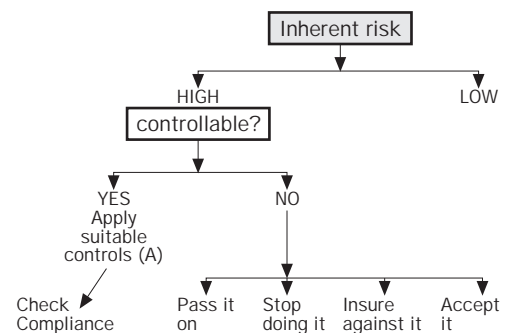 Inherent risk
HIGH
LOW
controllable?
YES
NO
Apply
suitable
controls (A)
Check
Compliance
Pass it
on
Stop
doing it
Insure
against it
Accept
it